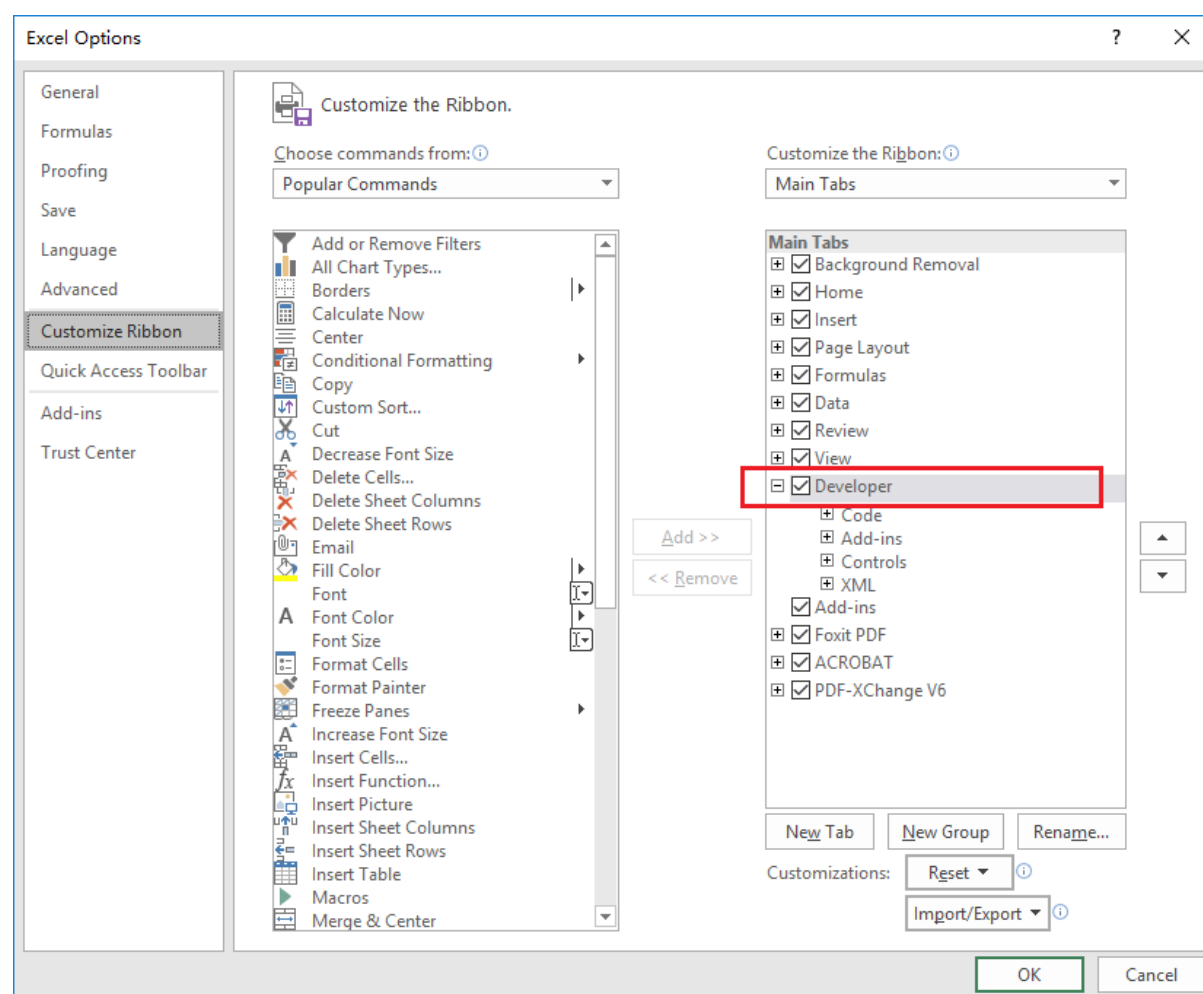 Excel Options
?
General
Formulas
Proofing
Save
Language
Advanced
Customize Ribbon
Quick Access Toolbar
Add-ins
Trust Center
Customize the Ribbon.
Choose commands from:
Popular Commands
Add or Remove Filters
All Chart Types...
Borders
Calculate Now
Center
Conditional Formatting
Copy
Custom Sort...
Cut
Decrease Font Size
Delete Cells...
Delete Sheet Columns
Delete Sheet Rows
Email
Fill Color
Font
Font Color
Font Size
Format Cells
Format Painter
Freeze Panes
Increase Font Size
Insert Cells...
Insert Function...
Insert Picture
Insert Sheet Columns
Insert Sheet Rows
Insert Table
Macros
Merge & Center
Add >>
<< Remove
Customize the Ribbon:
Main Tabs
Main Tabs
Background Removal
Home
Insert
Page Layout
Formulas
Data
Review
View
Developer
Code
Add-ins
Controls
XML
Add-ins
Foxit PDF
ACROBAT
PDF-XChange V6
New Tab
New Group
Rename...
Customizations:
Reset
Import/Export
OK
Cancel